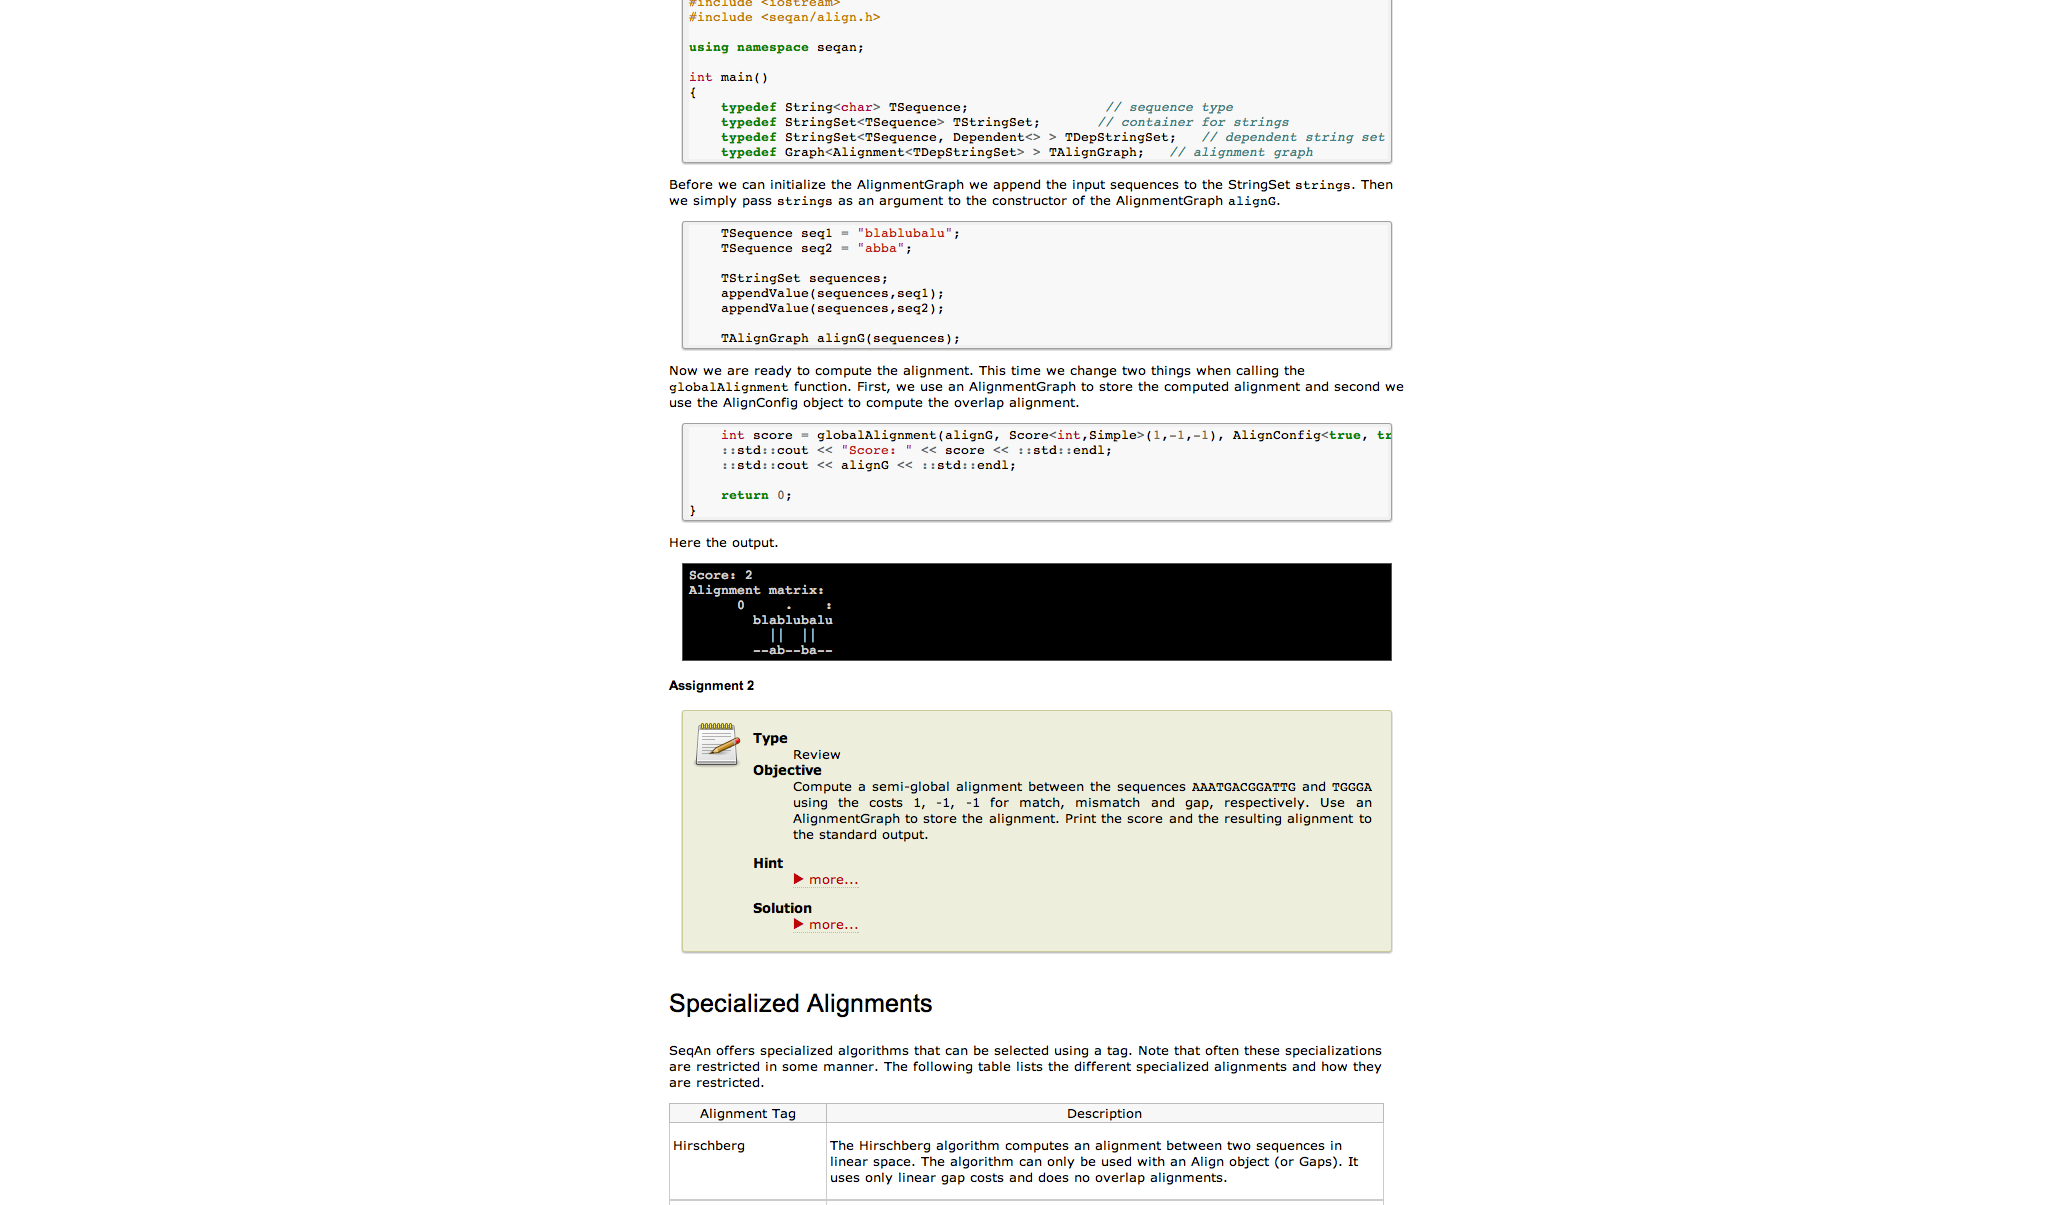 #include <iostream>
#include <seqan/align.h>
using namespace seqan;
int main()
{
typedef String<char> TSequence; // sequence type
typedef StringSet<TSequence> TStringSet; // container for strings
typedef StringSet<TSequence, Dependent<> > TDepStringSet; // dependent string set
typedef Graph<Alignment<TDepStringSet> > TAlignGraph; // alignment graph
Before we can initialize the AlignmentGraph we append the input sequences to the StringSet strings. Then
we simply pass strings as an argument to the constructor of the AlignmentGraph alignG.
TSequence seq1 = "blablubalu";
TSequence seq2 = "abba";
TStringSet sequences;
appendValue(sequences,seq1);
appendValue(sequences,seq2);
TAlignGraph alignG(sequences);
Now we are ready to compute the alignment. This time we change two things when calling the
globalAlignment function. First, we use an AlignmentGraph to store the computed alignment and second we
use the AlignConfig object to compute the overlap alignment.
int score = globalAlignment(alignG, Score<int,Simple>(1,-1,-1), AlignConfig<true, tr
::std::cout << "Score: " << score << ::std::endl;
::std::cout << alignG << ::std::endl;
return 0;
}
Here the output.
Score: 2
Alignment matrix:
0 . :
blablubalu
|| ||
--ab--ba--
Assignment 2
Type
Review
Objective
Compute a semi-global alignment between the sequences AAATGACGGATTG and TGGGA
using the costs 1, -1, -1 for match, mismatch and gap, respectively. Use an
AlignmentGraph to store the alignment. Print the score and the resulting alignment to
the standard output.
Hint
▶ more...
Solution
▶ more...
Specialized Alignments
SeqAn offers specialized algorithms that can be selected using a tag. Note that often these specializations
are restricted in some manner. The following table lists the different specialized alignments and how they
are restricted.
Alignment Tag Description
Hirschberg The Hirschberg algorithm computes an alignment between two sequences in
linear space. The algorithm can only be used with an Align object (or Gaps). It
uses only linear gap costs and does no overlap alignments.